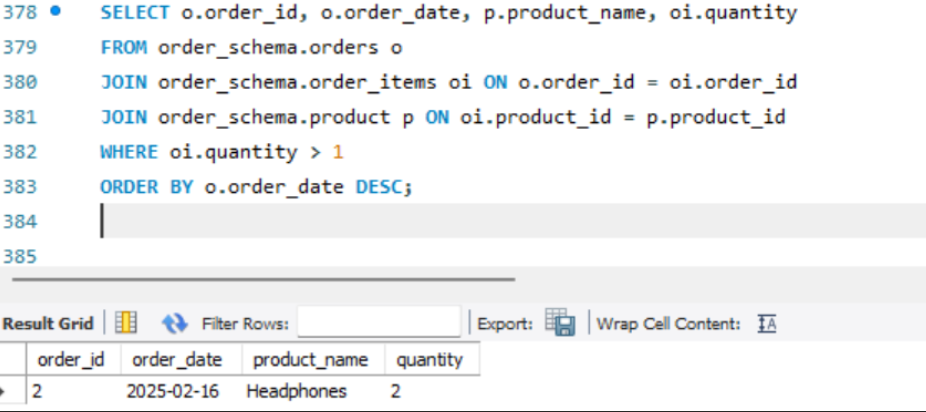 378 SELECT o.order_id, o.order_date, p.product_name, oi.quantity
379 FROM order_schema.orders o
380 JOIN order_schema.order_items oi ON o.order_id = oi.order_id
381 JOIN order_schema.product p ON oi.product_id = p.product_id
382 WHERE oi.quantity > 1
383 ORDER BY o.order_date DESC;
384
385
Result Grid Filter Rows: Export: Wrap Cell Content: IA
order_id order_date product_name quantity
2 2025-02-16 Headphones 2